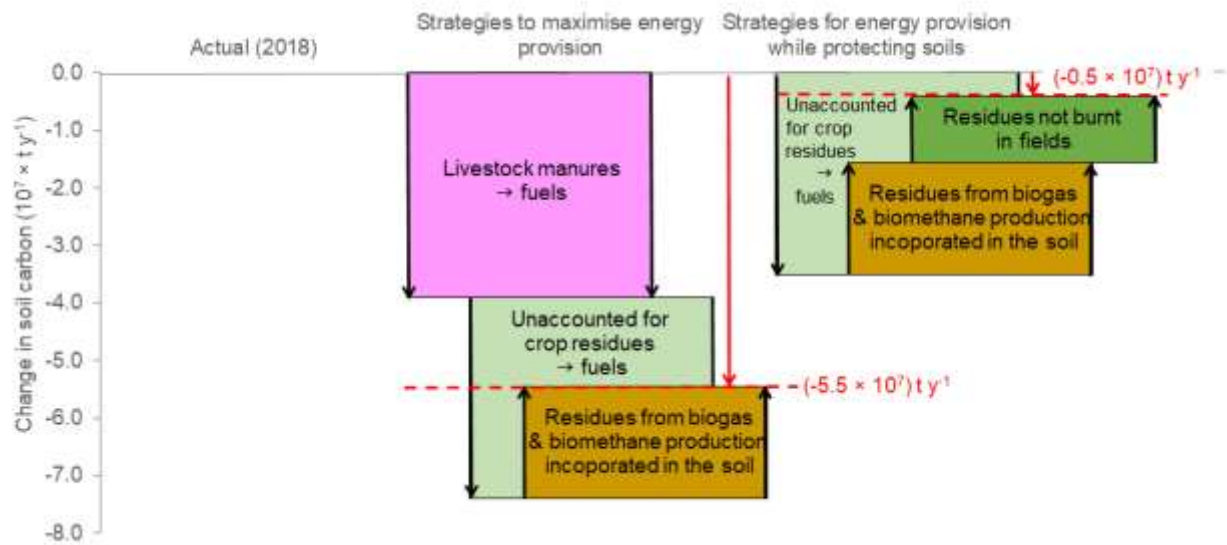 Actual (2018)
Strategies to maximise energy
provision
Strategies for energy provision
while protecting soils
Change in soil carbon (10⁷ × t y⁻¹)
0.0
-1.0
-2.0
-3.0
-4.0
-5.0
-6.0
-7.0
-8.0
Livestock manures
→ fuels
Unaccounted for
crop residues
→ fuels
Residues from biogas
& biomethane production
incoporated in the soil
(-5.5 × 10⁷) t y⁻¹
Unaccounted
for crop
residues
→
fuels
(-0.5 × 10⁷) t y⁻¹
Residues not burnt
in fields
Residues from biogas
& biomethane production
incoporated in the soil